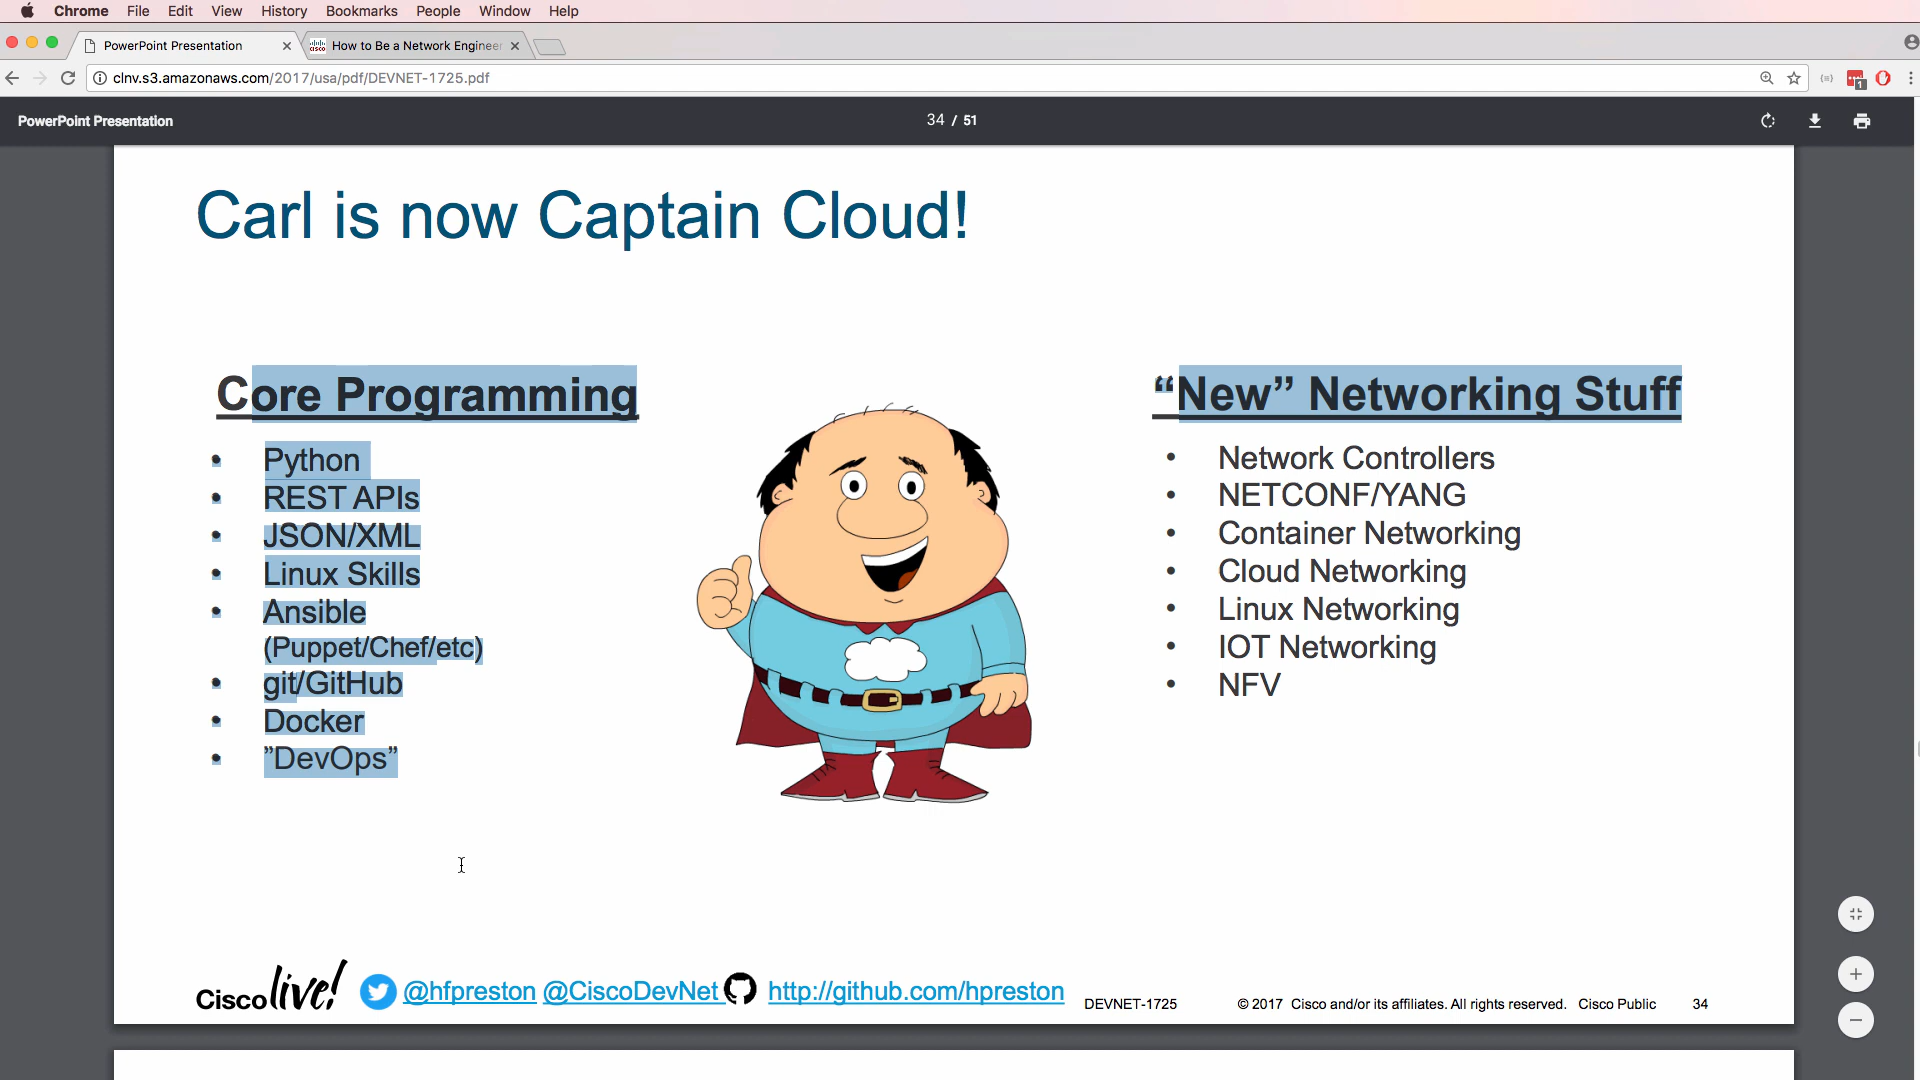 Chrome File Edit View History Bookmarks People Window Help
PowerPoint Presentation
How to Be a Network Engineer
clnv.s3.amazonaws.com/2017/usa/pdf/DEVNET-1725.pdf
1
PowerPoint Presentation
34 / 51
Carl is now Captain Cloud!
Core Programming
• Python
• REST APIs
• JSON/XML
• Linux Skills
• Ansible
(Puppet/Chef/etc)
• git/GitHub
• Docker
• ”DevOps”
“New” Networking Stuff
• Network Controllers
• NETCONF/YANG
• Container Networking
• Cloud Networking
• Linux Networking
• IOT Networking
• NFV
Cisco live! @hfpreston @CiscoDevNet http://github.com/hpreston DEVNET-1725 © 2017 Cisco and/or its affiliates. All rights reserved. Cisco Public 34